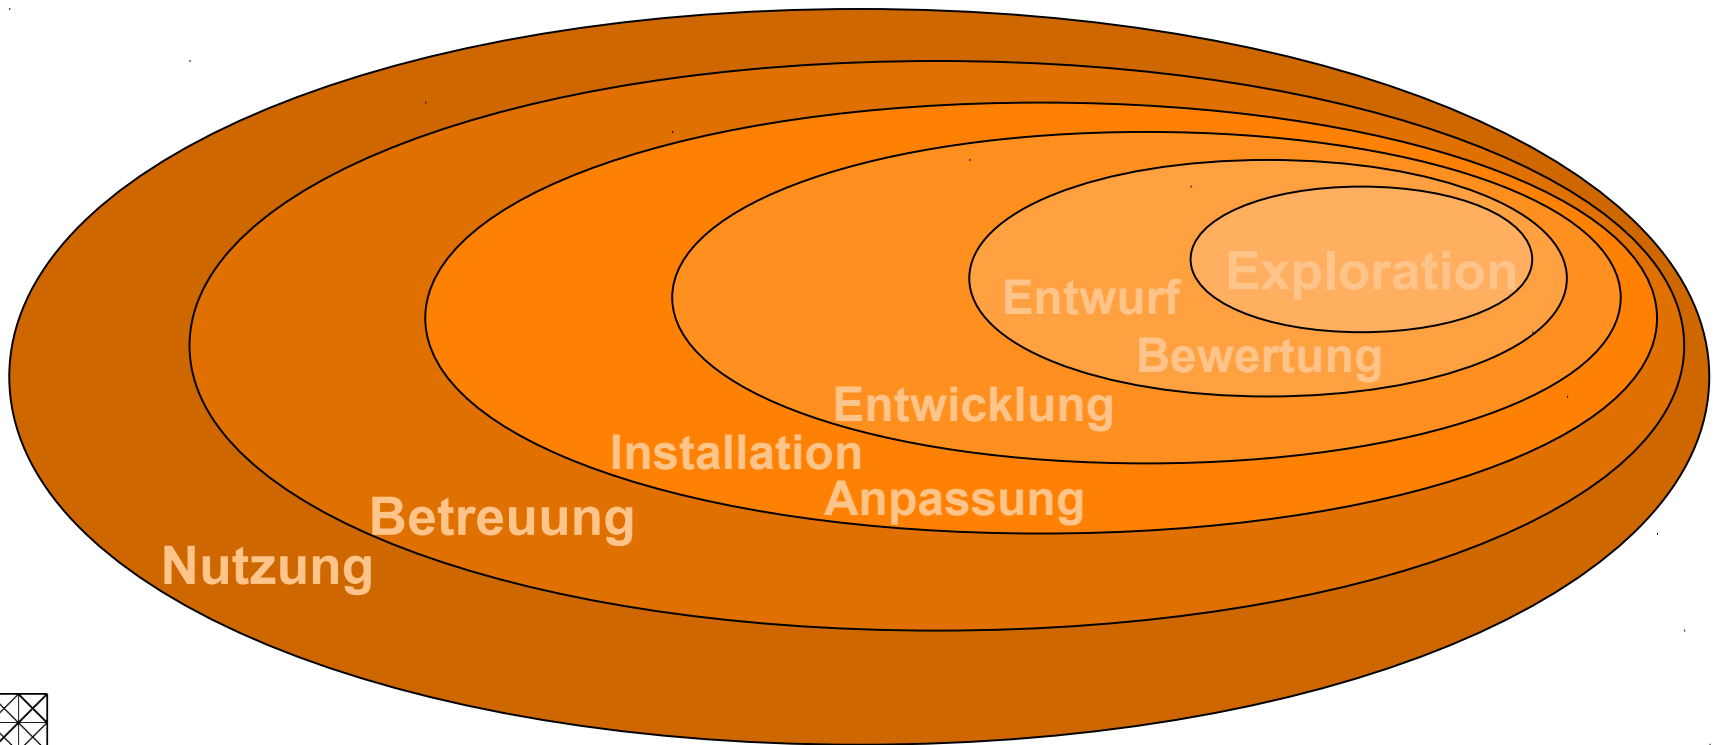 Exploration
Entwurf
Bewertung
Entwicklung
Installation
Anpassung
Betreuung
Nutzung